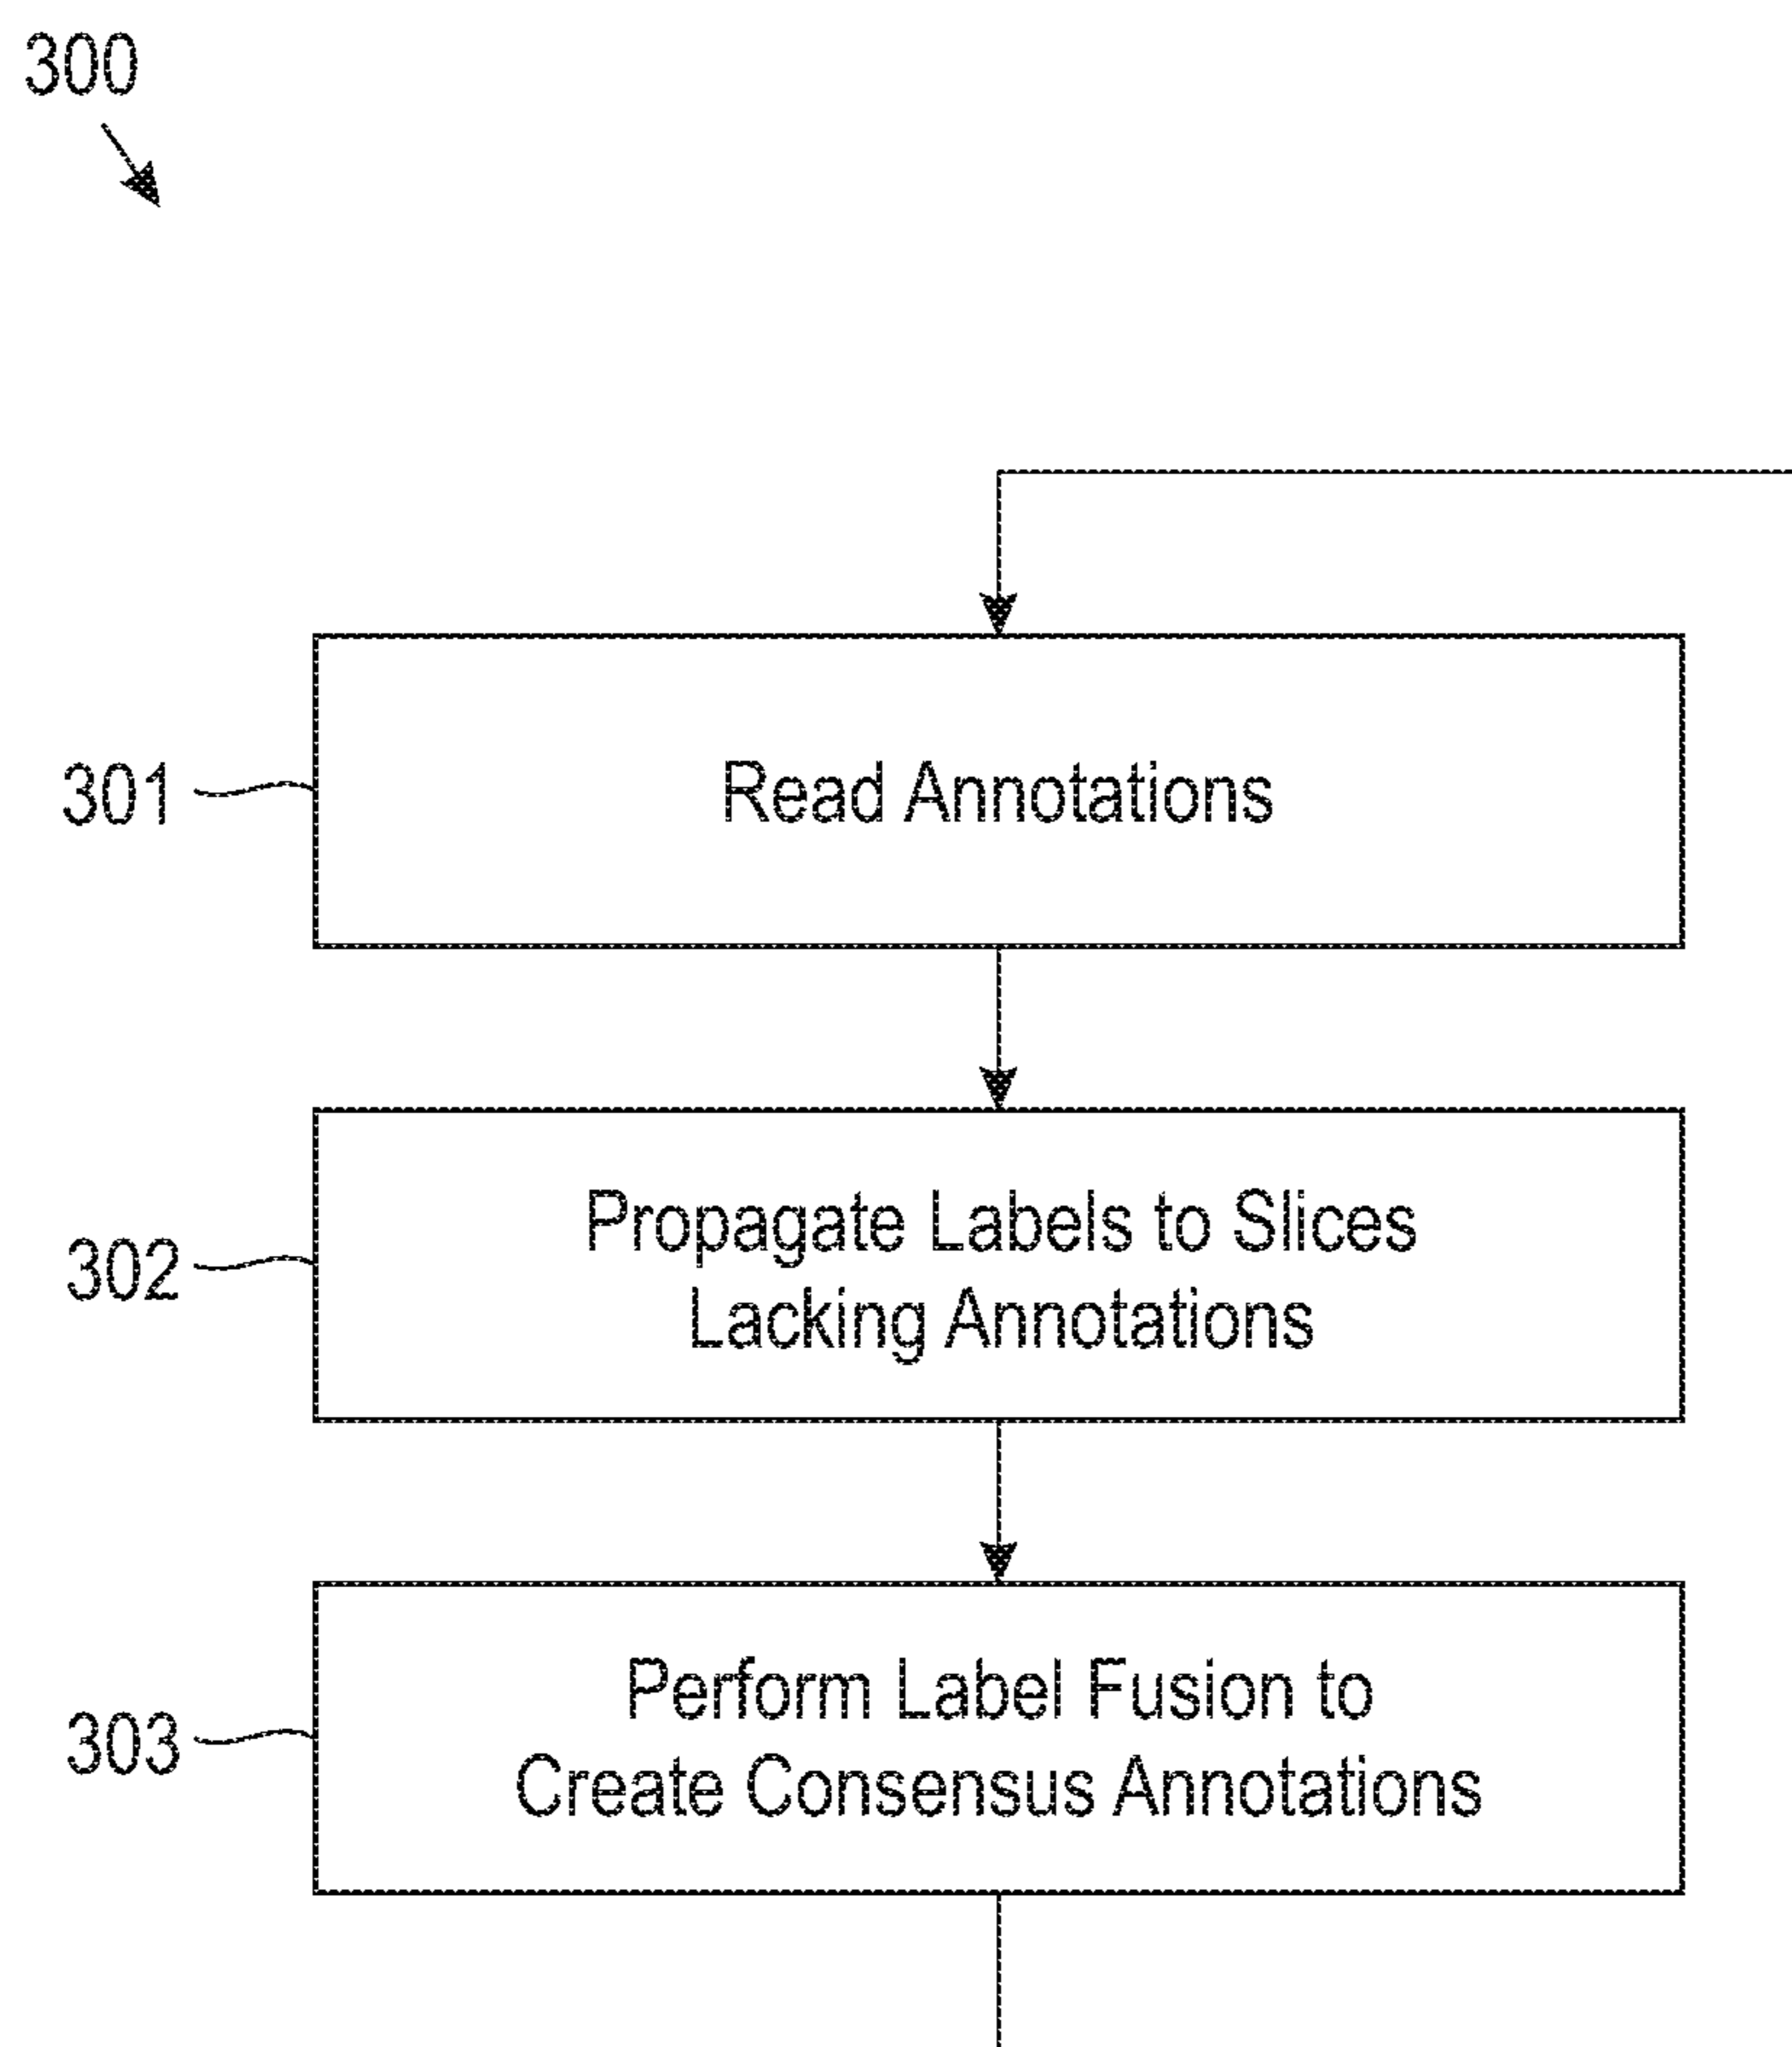 300
301
Read Annotations
302
Propagate Labels to Slices
Lacking Annotations
303
Perform Label Fusion to
Create Consensus Annotations